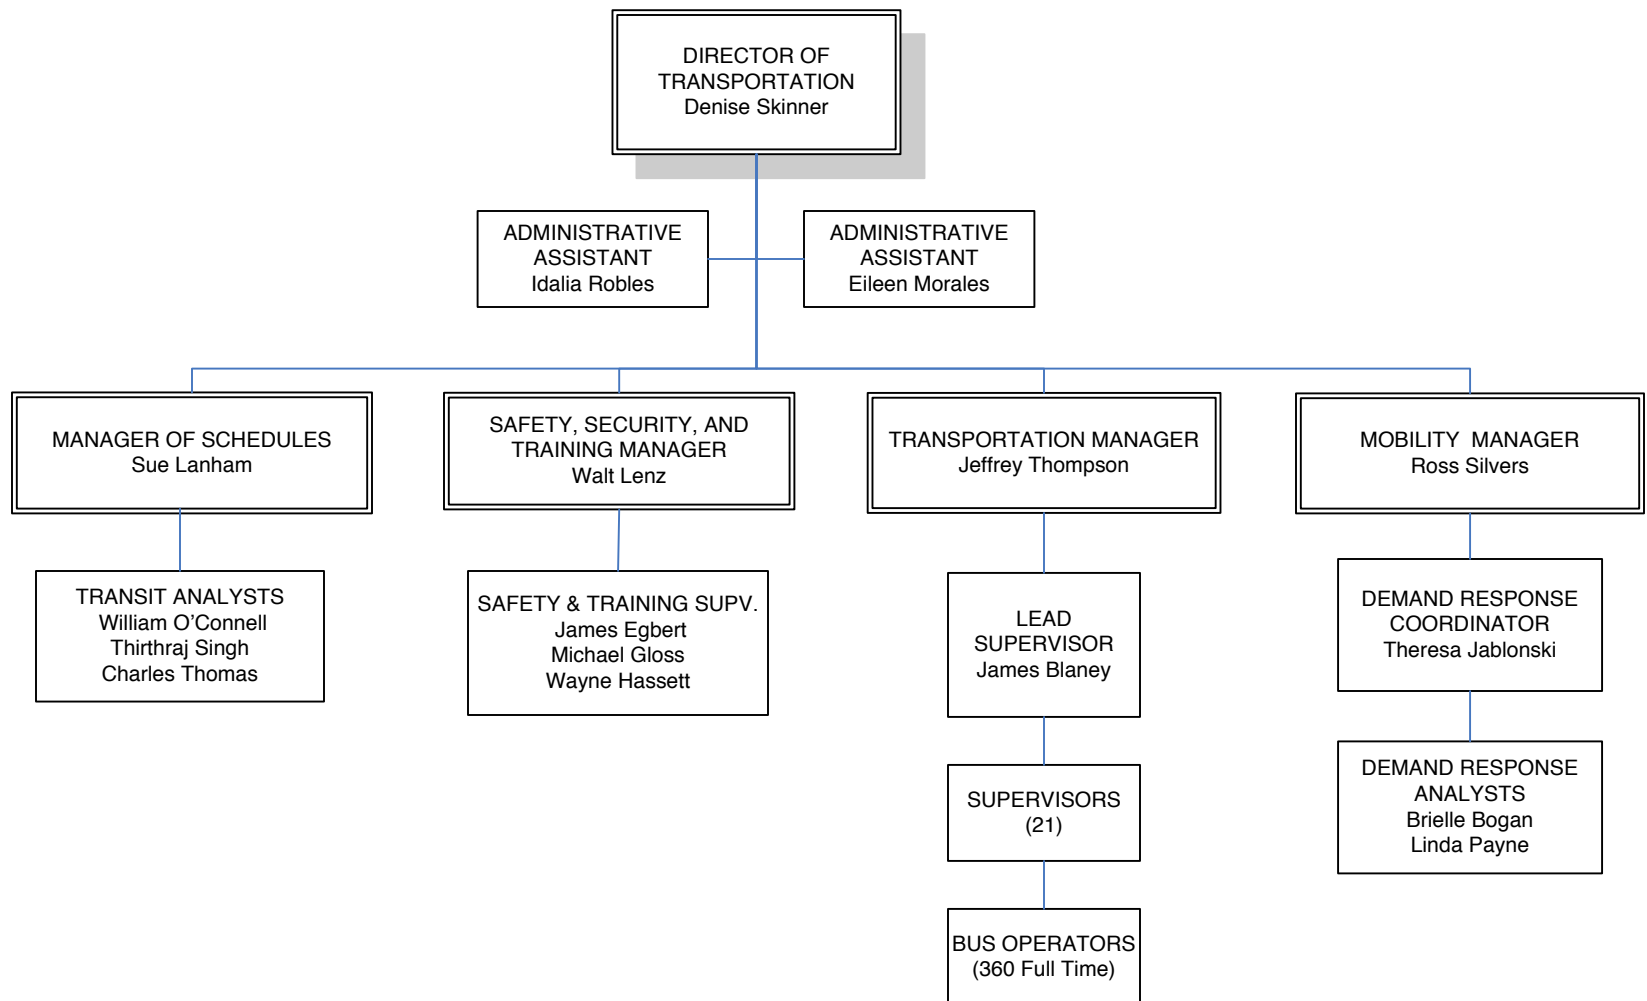 DIRECTOR OF
TRANSPORTATION
Denise Skinner
ADMINISTRATIVE
ASSISTANT
Idalia Robles
ADMINISTRATIVE
ASSISTANT
Eileen Morales
MANAGER OF SCHEDULES
Sue Lanham
SAFETY, SECURITY, AND
TRAINING MANAGER
Walt Lenz
TRANSPORTATION MANAGER
Jeffrey Thompson
MOBILITY  MANAGER
Ross Silvers
TRANSIT ANALYSTS
William O’Connell
Thirthraj Singh
Charles Thomas
SAFETY & TRAINING SUPV.
James Egbert
Michael Gloss
Wayne Hassett
LEAD
SUPERVISOR
James Blaney
DEMAND RESPONSE
COORDINATOR
Theresa Jablonski
SUPERVISORS
(21)
DEMAND RESPONSE
ANALYSTS
Brielle Bogan
Linda Payne
BUS OPERATORS
(360 Full Time)